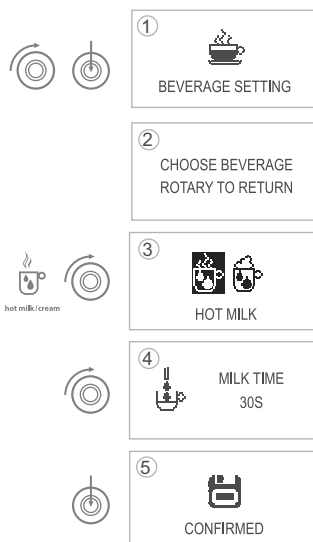 1
BEVERAGE SETTING
2
CHOOSE BEVERAGE
ROTARY TO RETURN
3
hot milk/cream
HOT MILK
4
MILK TIME
30S
5
CONFIRMED